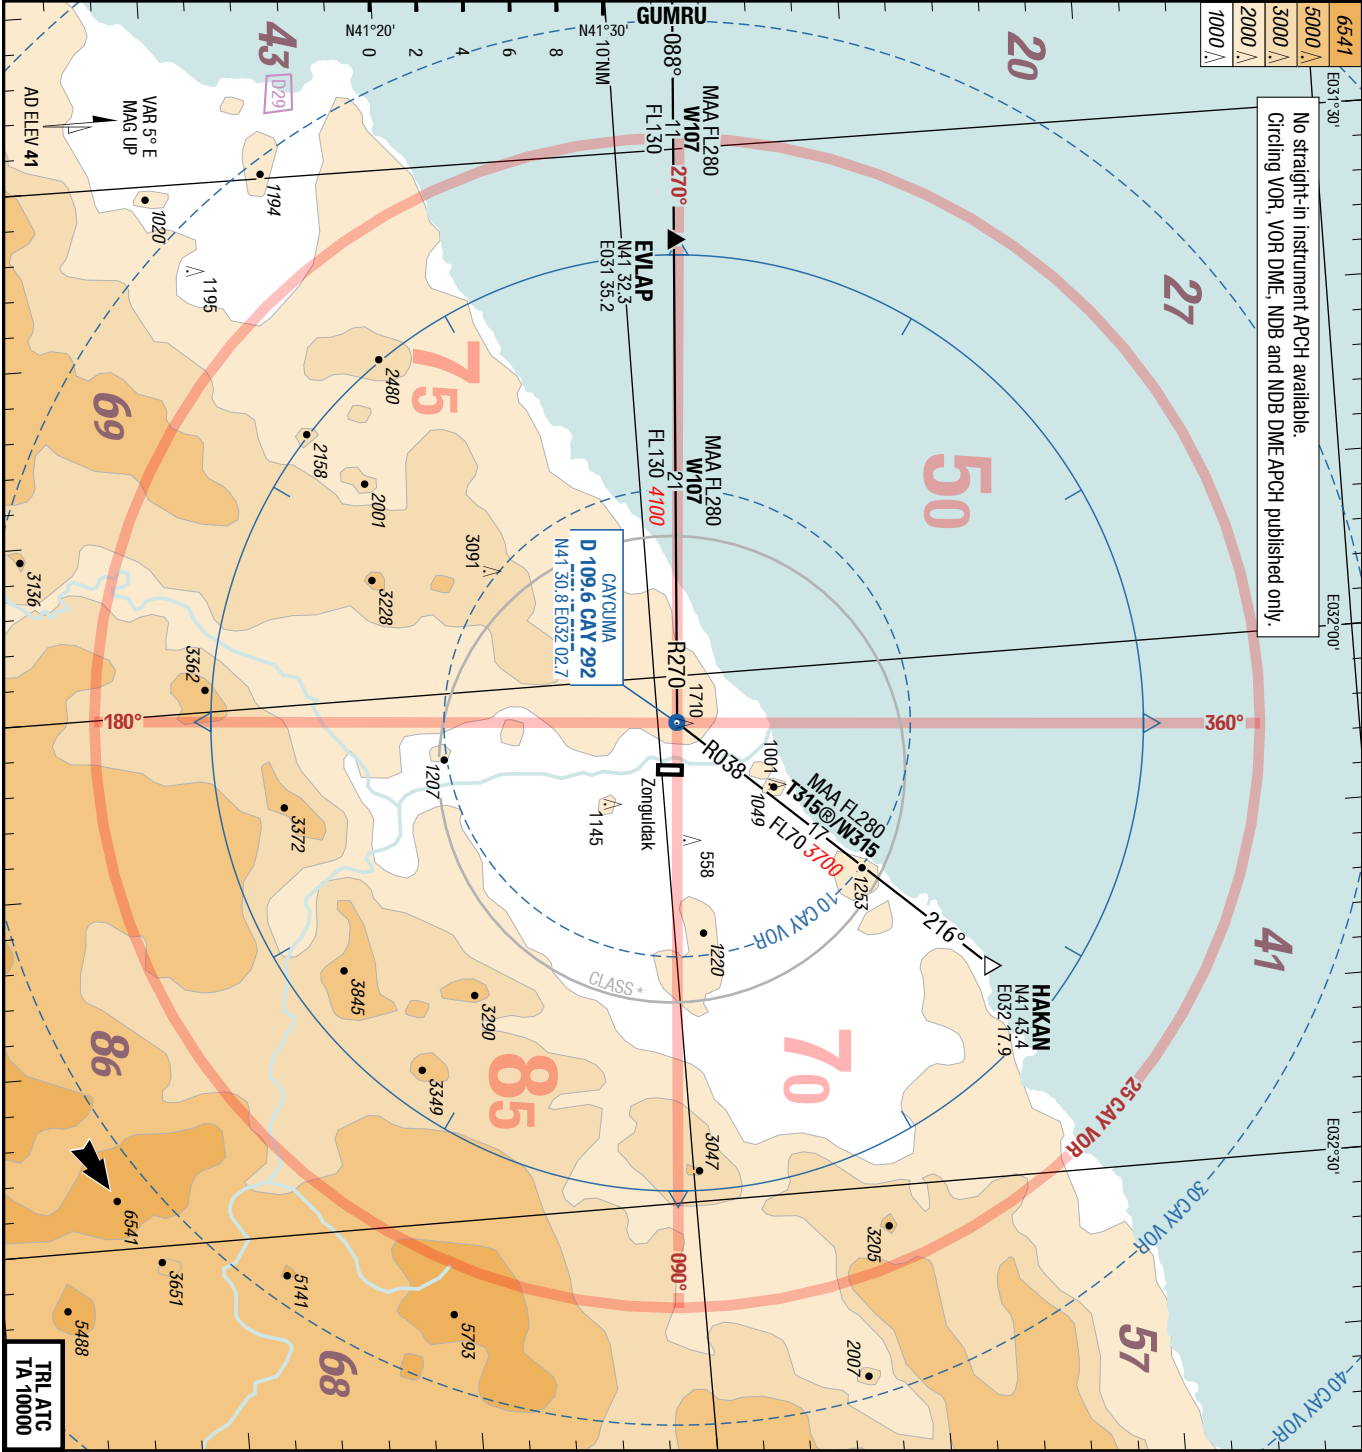 6541
5000
3000
2000
1000
No straight-in instrument APCH available.
Circling VOR, VOR DME, NDB and NDB DME APCH published only.
E031°30'
E032°00'
E032°30'
N41°20'
N41°30'
0
2
4
6
8
10 NM
GUMRU
088°
MAA FL280
W107
11
FL130
270°
EVLAP
N41 32.3
E031 35.2
MAA FL280
W107
21
FL130 4100
R270
CAYCUMA
D 109.6 CAY 292
N41 30.8 E032 02.7
R038
MAA FL280
T315®/W315
17
FL70 3700
216°
HAKAN
N41 43.4
E032 17.9
360°
090°
180°
10 CAY VOR
25 CAY VOR
30 CAY VOR
40 CAY VOR
CLASS *
Zonguldak
20
27
41
57
43
69
86
68
50
75
70
85
D29
VAR 5° E
MAG UP
AD ELEV 41
1194
1020
1195
2480
2158
2001
3091
3228
3136
3362
3372
1207
1710
1001
1049
1253
1145
558
1220
3845
3290
3349
3047
3205
2007
6541
3651
5141
5793
5488
TRL ATC
TA 10000